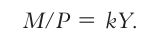 M/P = kY.